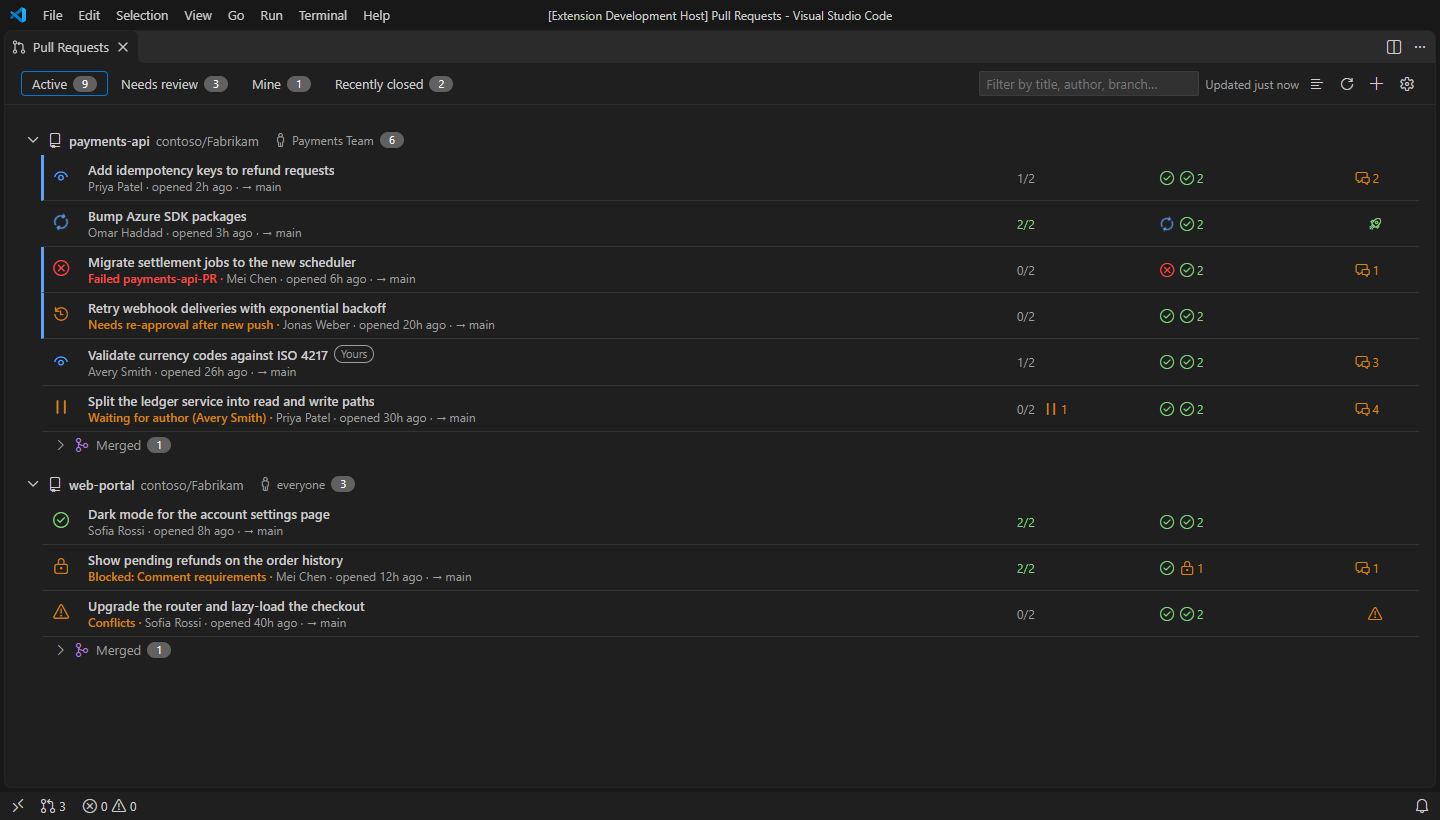 File Edit Selection View Go Run Terminal Help [Extension Development Host] Pull Requests - Visual Studio Code
Pull Requests
Active 9 Needs review 3 Mine 1 Recently closed 2 Filter by title, author, branch... Updated just now
payments-api contoso/Fabrikam Payments Team 6
Add idempotency keys to refund requests
Priya Patel · opened 2h ago · → main
1/2 2 2
Bump Azure SDK packages
Omar Haddad · opened 3h ago · → main
2/2 2
Migrate settlement jobs to the new scheduler
Failed payments-api-PR · Mei Chen · opened 6h ago · → main
0/2 2 1
Retry webhook deliveries with exponential backoff
Needs re-approval after new push · Jonas Weber · opened 20h ago · → main
0/2 2
Validate currency codes against ISO 4217 Yours
Avery Smith · opened 26h ago · → main
1/2 2 3
Split the ledger service into read and write paths
Waiting for author (Avery Smith) · Priya Patel · opened 30h ago · → main
0/2 1 2 4
Merged 1
web-portal contoso/Fabrikam everyone 3
Dark mode for the account settings page
Sofia Rossi · opened 8h ago · → main
2/2 2
Show pending refunds on the order history
Blocked: Comment requirements · Mei Chen · opened 12h ago · → main
2/2 1 1
Upgrade the router and lazy-load the checkout
Conflicts · Sofia Rossi · opened 40h ago · → main
0/2 2
Merged 1
3 0 0